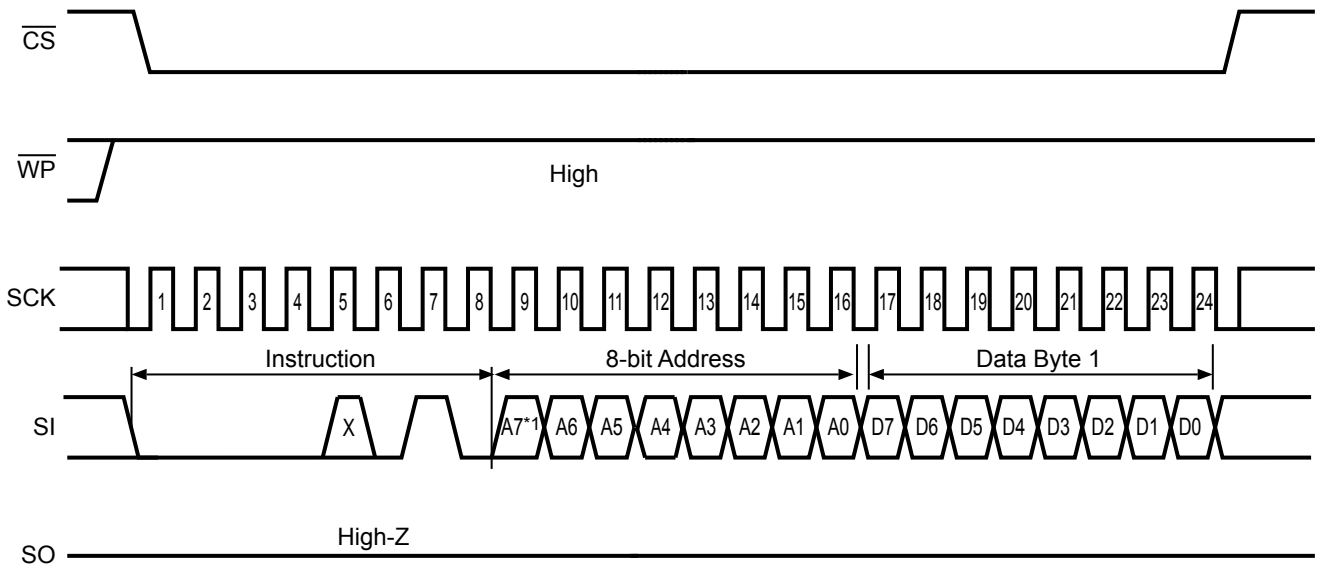 CS
WP
High
SCK 1 2 3 4 5 6 7 8 9 10 11 12 13 14 15 16 17 18 19 20 21 22 23 24
Instruction 8-bit Address Data Byte 1
SI X A7*1 A6 A5 A4 A3 A2 A1 A0 D7 D6 D5 D4 D3 D2 D1 D0
High-Z
SO